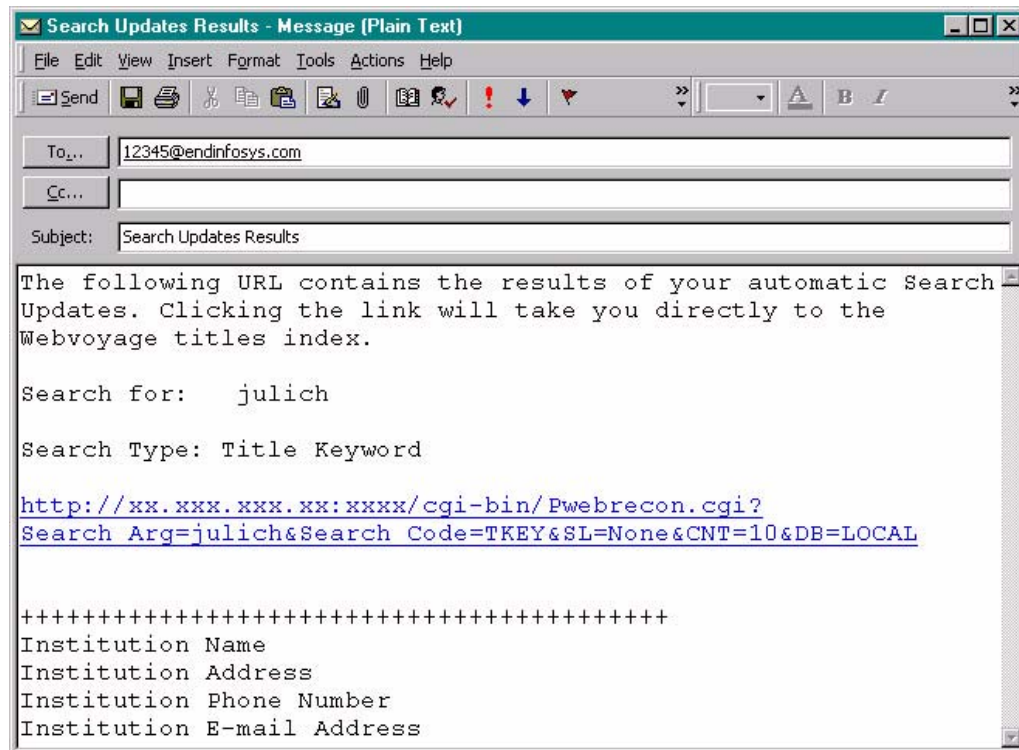 Search Updates Results - Message (Plain Text)
File Edit View Insert Format Tools Actions Help
Send A B I
To... 12345@endinfosys.com
Cc...
Subject: Search Updates Results
The following URL contains the results of your automatic Search
Updates. Clicking the link will take you directly to the
Webvoyage titles index.
Search for: julich
Search Type: Title Keyword
http://xx.xxx.xxx.xx:xxxx/cgi-bin/Pwebrecon.cgi?
Search_Arg=julich&Search_Code=TKEY&SL=None&CNT=10&DB=LOCAL
++++++++++++++++++++++++++++++++++++++++++
Institution Name
Institution Address
Institution Phone Number
Institution E-mail Address